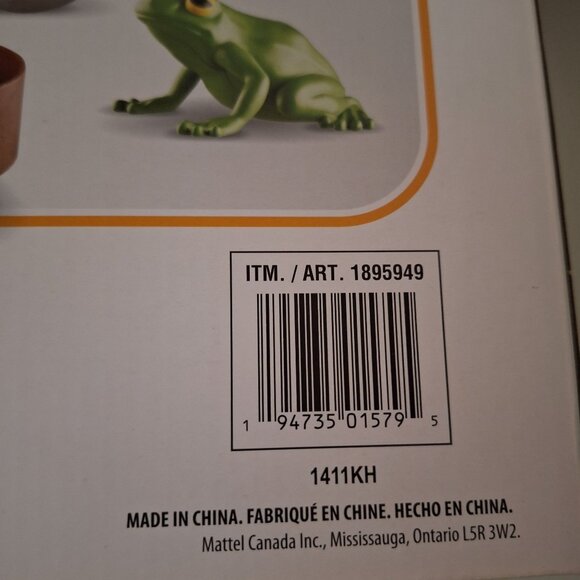 ITM. / ART. 1895949
1 94735 01579 5
1411KH
MADE IN CHINA. FABRIQUÉ EN CHINE. HECHO EN CHINA.
Mattel Canada Inc., Mississauga, Ontario L5R 3W2.